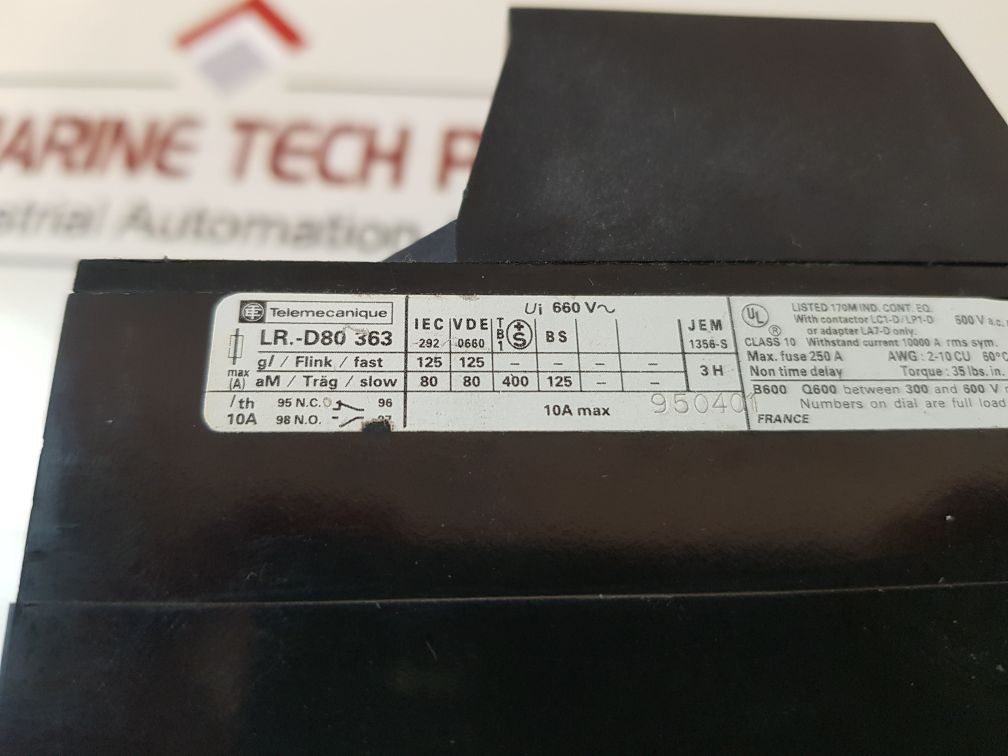 MARINE TECH P
Industrial Automation
Telemecanique
LR.-D80 363
max
(A)
gI / Flink / fast
aM / Träg / slow
Ith
10A
95 N.C. 96
98 N.O. 97
Ui 660 V~
IEC VDE T B 1 S BS JEM
292 0660 1356-S
125 125 – – – –
80 80 400 125 – –
3 H
10A max
950401
UL ®
LISTED 170M IND. CONT. EQ.
With contactor LC1-D/LP1-D 600 V a.c.
or adapter LA7-D only.
CLASS 10 Withstand current 10000 A rms sym.
Max. fuse 250 A AWG : 2-10 CU 60°C
Non time delay Torque : 35 lbs. in.
B600 Q600 between 300 and 600 V
Numbers on dial are full load
FRANCE